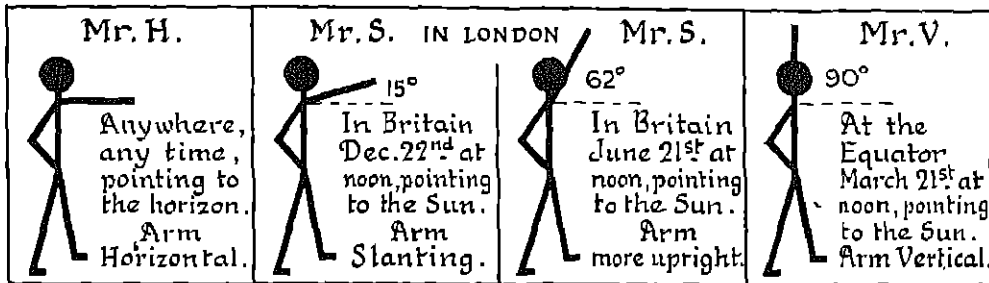 Mr. H.
Anywhere,
any time,
pointing to
the horizon.
Arm
Horizontal.
Mr. S. IN LONDON Mr. S.
15°
In Britain
Dec. 22nd at
noon, pointing
to the Sun.
Arm
Slanting.
62°
In Britain
June 21st at
noon, pointing
to the Sun.
Arm
more upright.
Mr. V.
90°
At the
Equator
March 21st at
noon, pointing
to the Sun.
Arm Vertical.